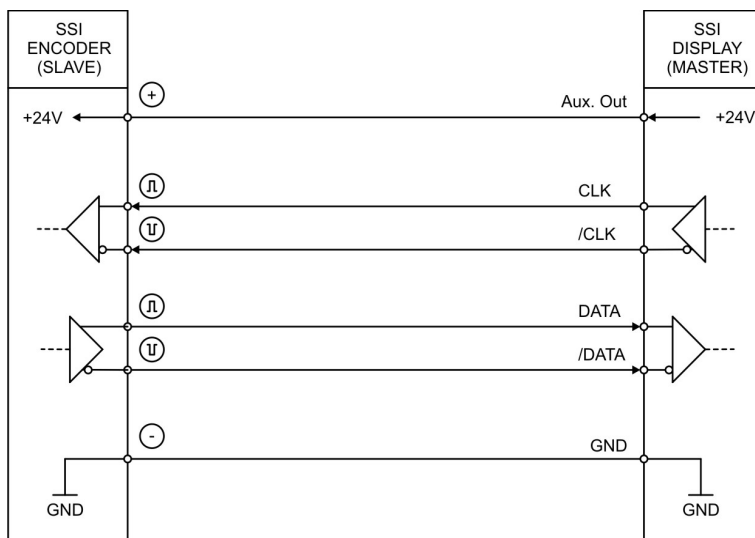 SSI
ENCODER
(SLAVE)
SSI
DISPLAY
(MASTER)
+
Aux. Out
+24V
+24V
CLK
/CLK
DATA
/DATA
-
GND
GND
GND